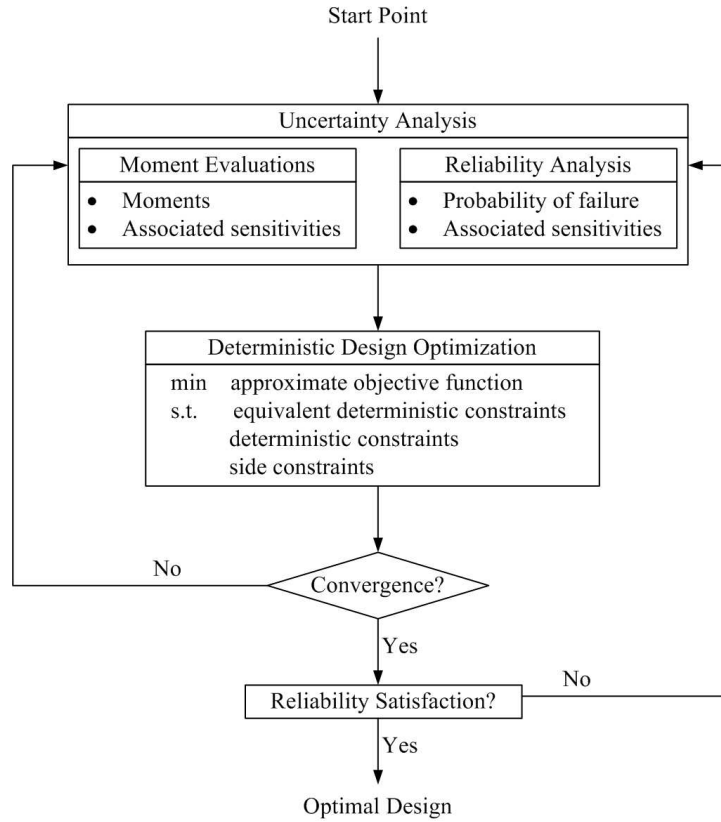 Start Point
Uncertainty Analysis
Moment Evaluations
• Moments
• Associated sensitivities
Reliability Analysis
• Probability of failure
• Associated sensitivities
Deterministic Design Optimization
min approximate objective function
s.t. equivalent deterministic constraints
deterministic constraints
side constraints
No
Convergence?
Yes
Reliability Satisfaction?
No
Yes
Optimal Design